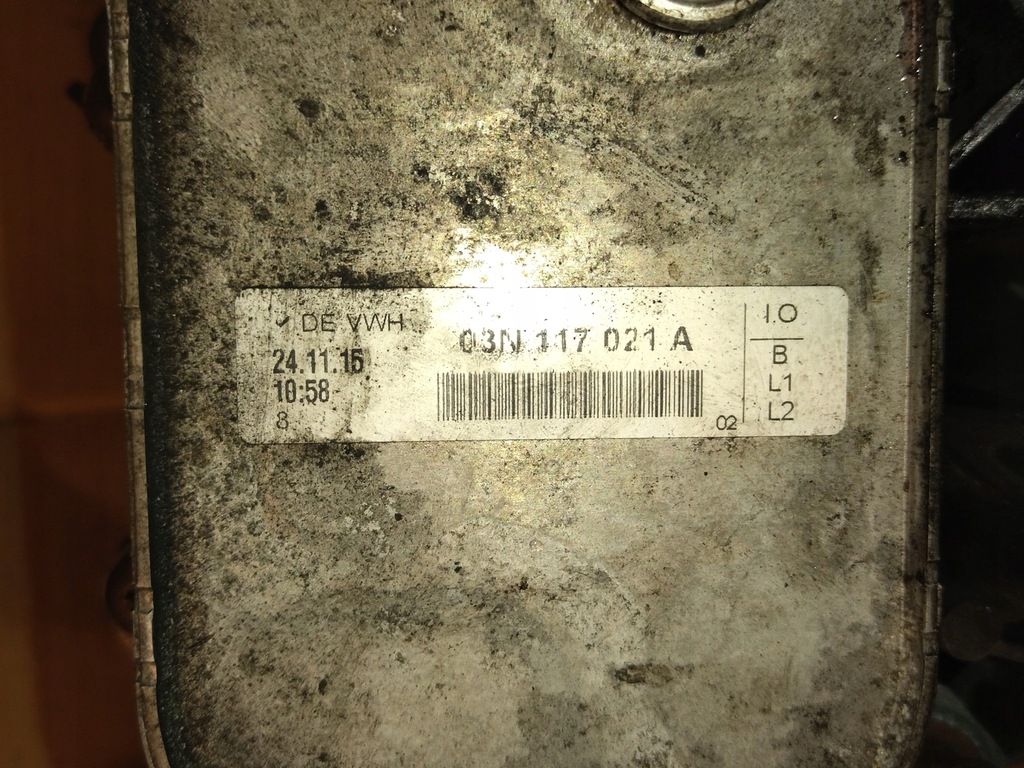 DE VWH
24.11.15
10:58
8
03N 117 021 A
02
I.O
B
L1
L2